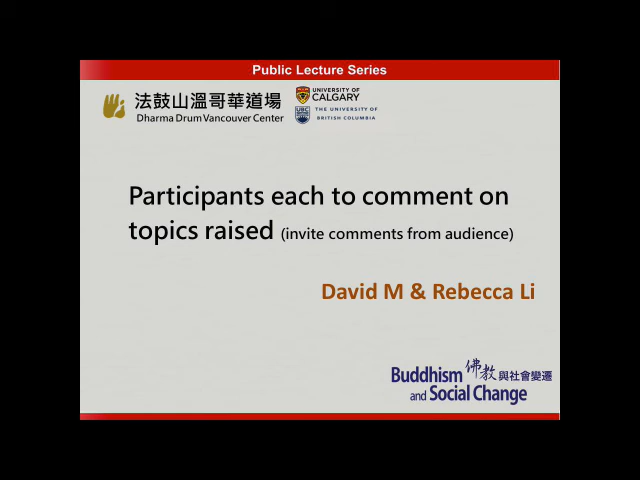 Public Lecture Series
法鼓山溫哥華道場
Dharma Drum Vancouver Center
UNIVERSITY OF
CALGARY
UBC
THE UNIVERSITY OF
BRITISH COLUMBIA
Participants each to comment on
topics raised (invite comments from audience)
David M & Rebecca Li
Buddhism 佛教 與社會變遷
and Social Change